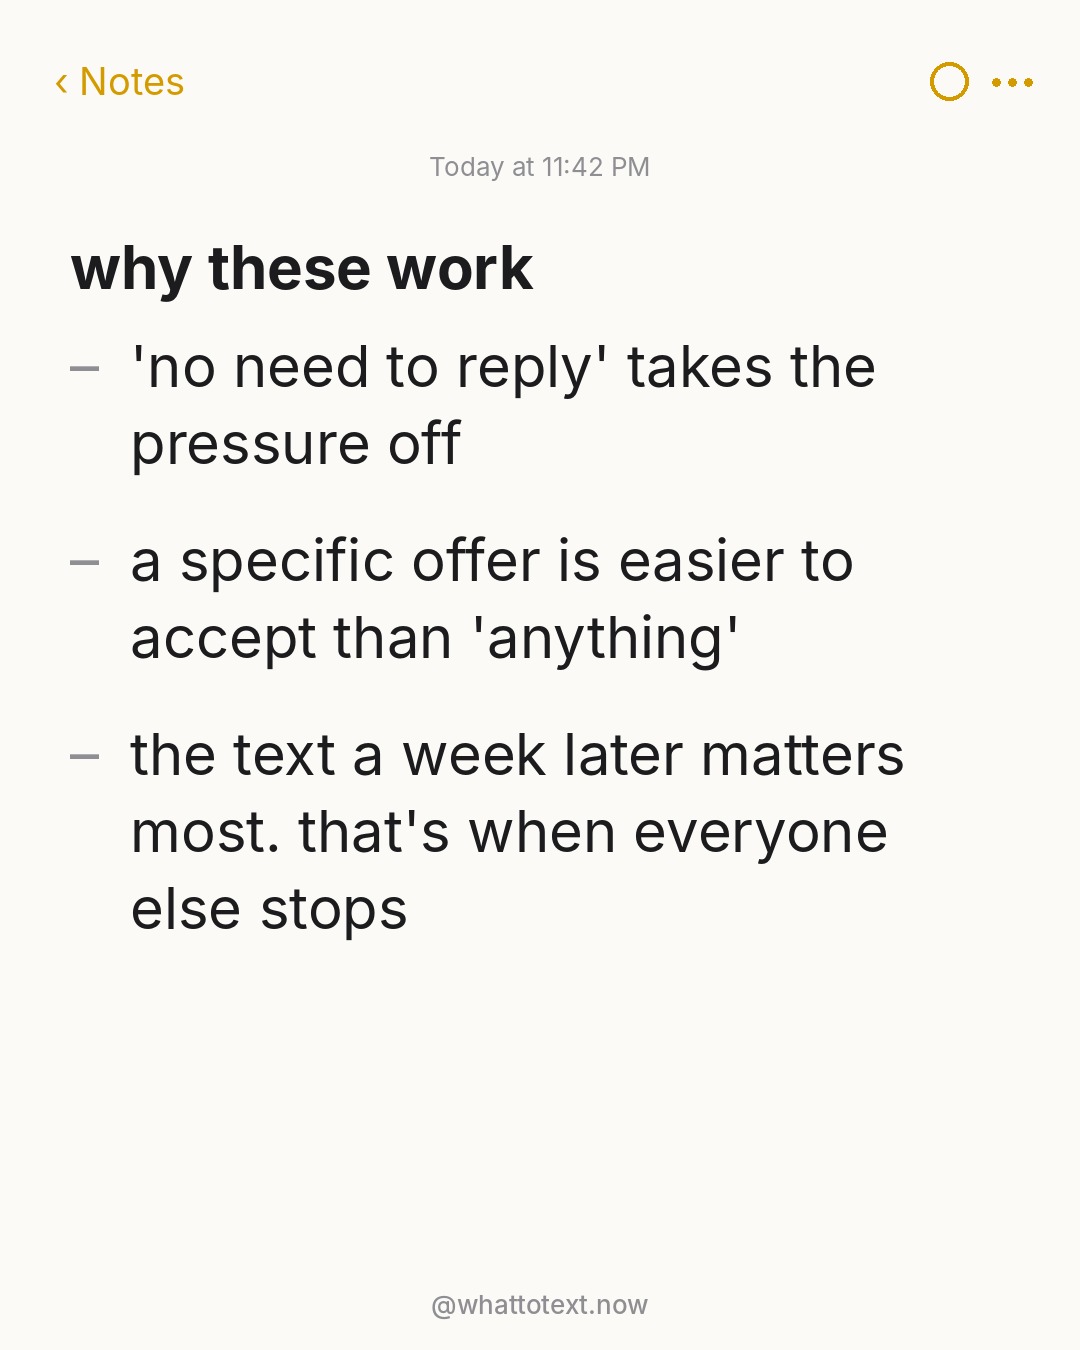 ‹ Notes
Today at 11:42 PM
why these work
– 'no need to reply' takes the
pressure off
– a specific offer is easier to
accept than 'anything'
– the text a week later matters
most. that's when everyone
else stops
@whattotext.now